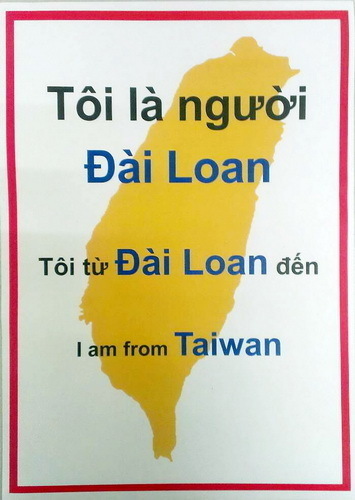 Tôi là người
Đài Loan
Tôi từ Đài Loan đến
I am from Taiwan